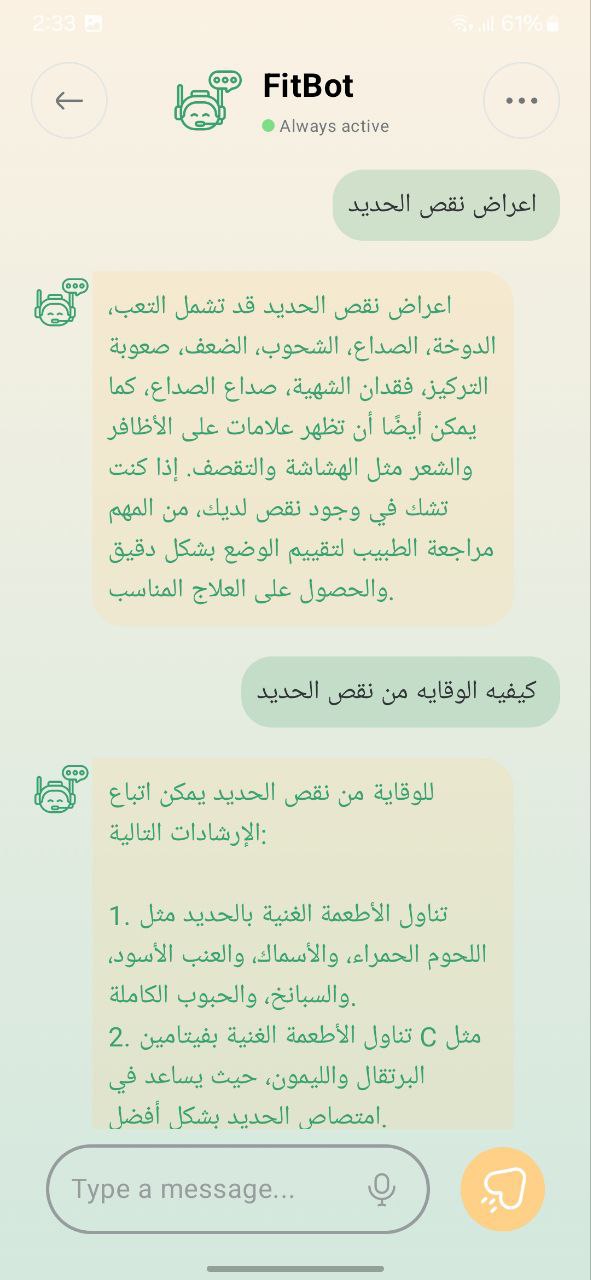 2:33
61%
FitBot
Always active
اعراض نقص الحديد
اعراض نقص الحديد قد تشمل التعب،
الدوخة، الصداع، الشحوب، الضعف، صعوبة
التركيز، فقدان الشهية، صداع الصداع، كما
يمكن أيضًا أن تظهر علامات على الأظافر
والشعر مثل الهشاشة والتقصف. إذا كنت
تشك في وجود نقص لديك، من المهم
مراجعة الطبيب لتقييم الوضع بشكل دقيق
والحصول على العلاج المناسب.
كيفيه الوقايه من نقص الحديد
للوقاية من نقص الحديد يمكن اتباع
الإرشادات التالية:
1. تناول الأطعمة الغنية بالحديد مثل
اللحوم الحمراء، والأسماك، والعنب الأسود،
والسبانخ، والحبوب الكاملة.
2. تناول الأطعمة الغنية بفيتامين C مثل
البرتقال والليمون، حيث يساعد في
امتصاص الحديد بشكل أفضل.
Type a message...